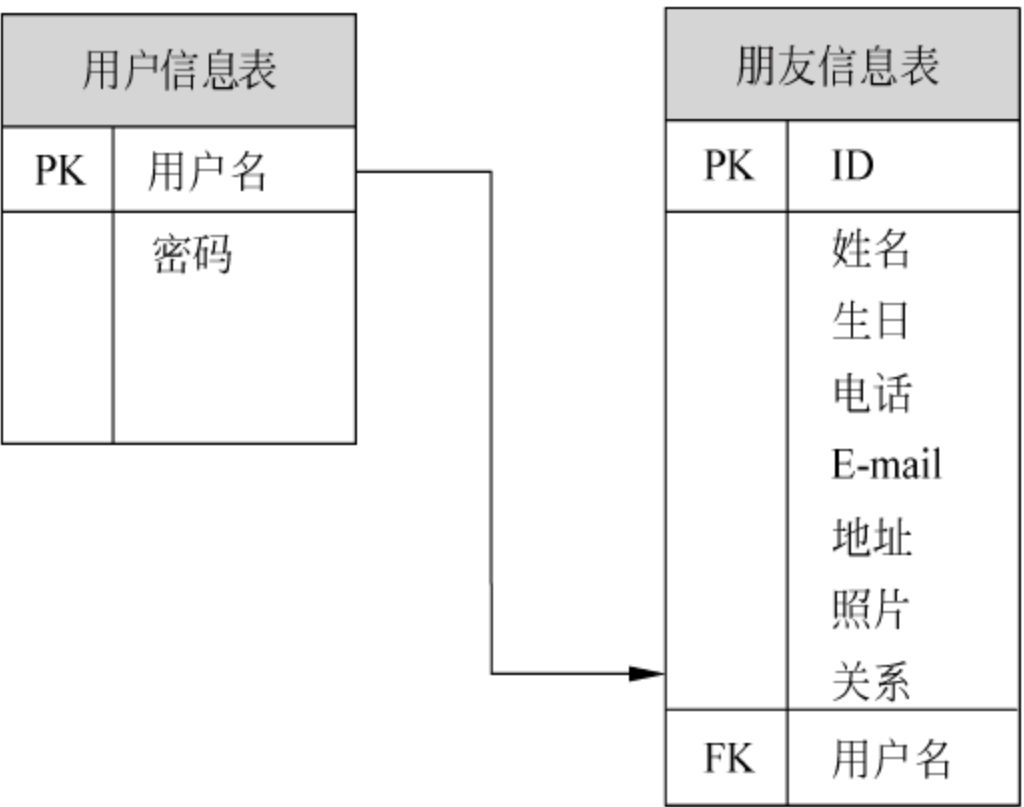 用户信息表
PK 用户名
密码
朋友信息表
PK ID
姓名
生日
电话
E-mail
地址
照片
关系
FK 用户名